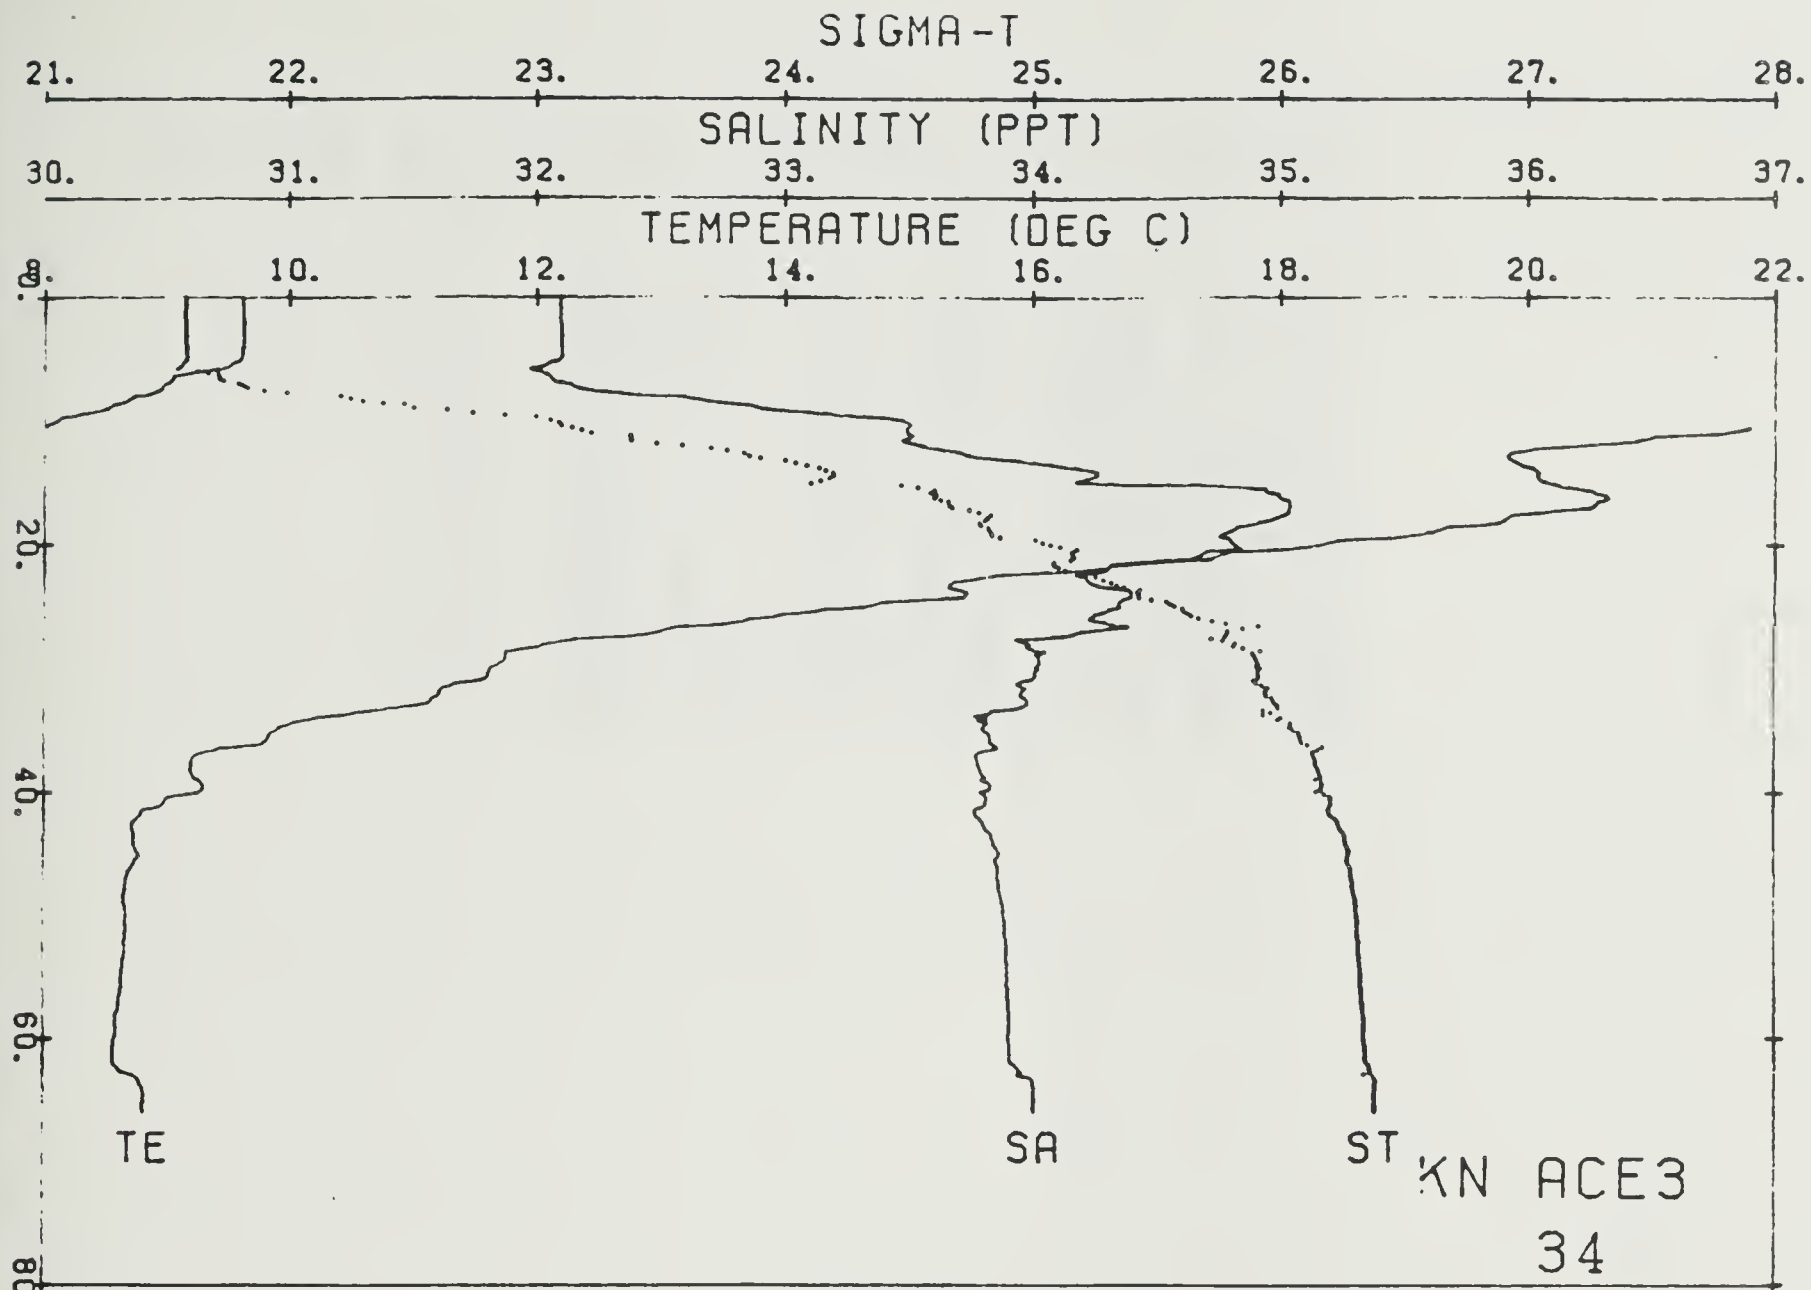 SIGMA-T
21. 22. 23. 24. 25. 26. 27. 28.
SALINITY (PPT)
30. 31. 32. 33. 34. 35. 36. 37.
TEMPERATURE (DEG C)
8. 10. 12. 14. 16. 18. 20. 22.
0.
20.
40.
60.
80
TE SA ST
KN ACE3
34